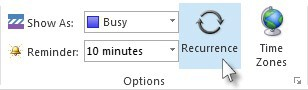 Show As: Busy
Reminder: 10 minutes
Recurrence
Time
Zones
Options